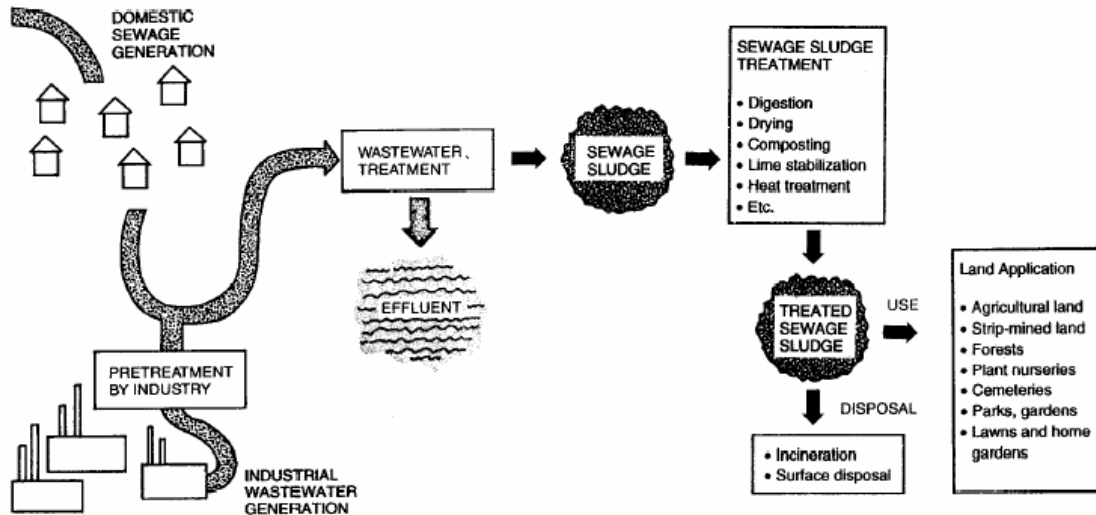 DOMESTIC
SEWAGE
GENERATION
WASTEWATER
TREATMENT
EFFLUENT
PRETREATMENT
BY INDUSTRY
INDUSTRIAL
WASTEWATER
GENERATION
SEWAGE
SLUDGE
SEWAGE SLUDGE
TREATMENT
• Digestion
• Drying
• Composting
• Lime stabilization
• Heat treatment
• Etc.
TREATED
SEWAGE
SLUDGE
USE
DISPOSAL
• Incineration
• Surface disposal
Land Application
• Agricultural land
• Strip-mined land
• Forests
• Plant nurseries
• Cemeteries
• Parks, gardens
• Lawns and home
gardens